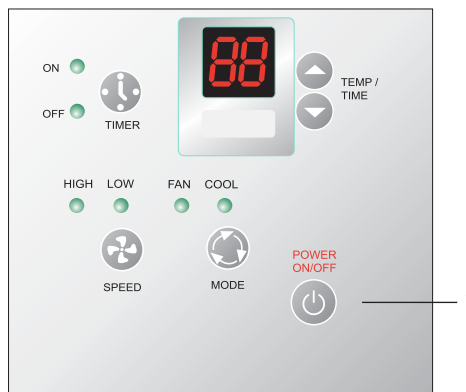 88
ON
OFF
TIMER
TEMP /
TIME
HIGH LOW FAN COOL
SPEED
MODE
POWER
ON/OFF